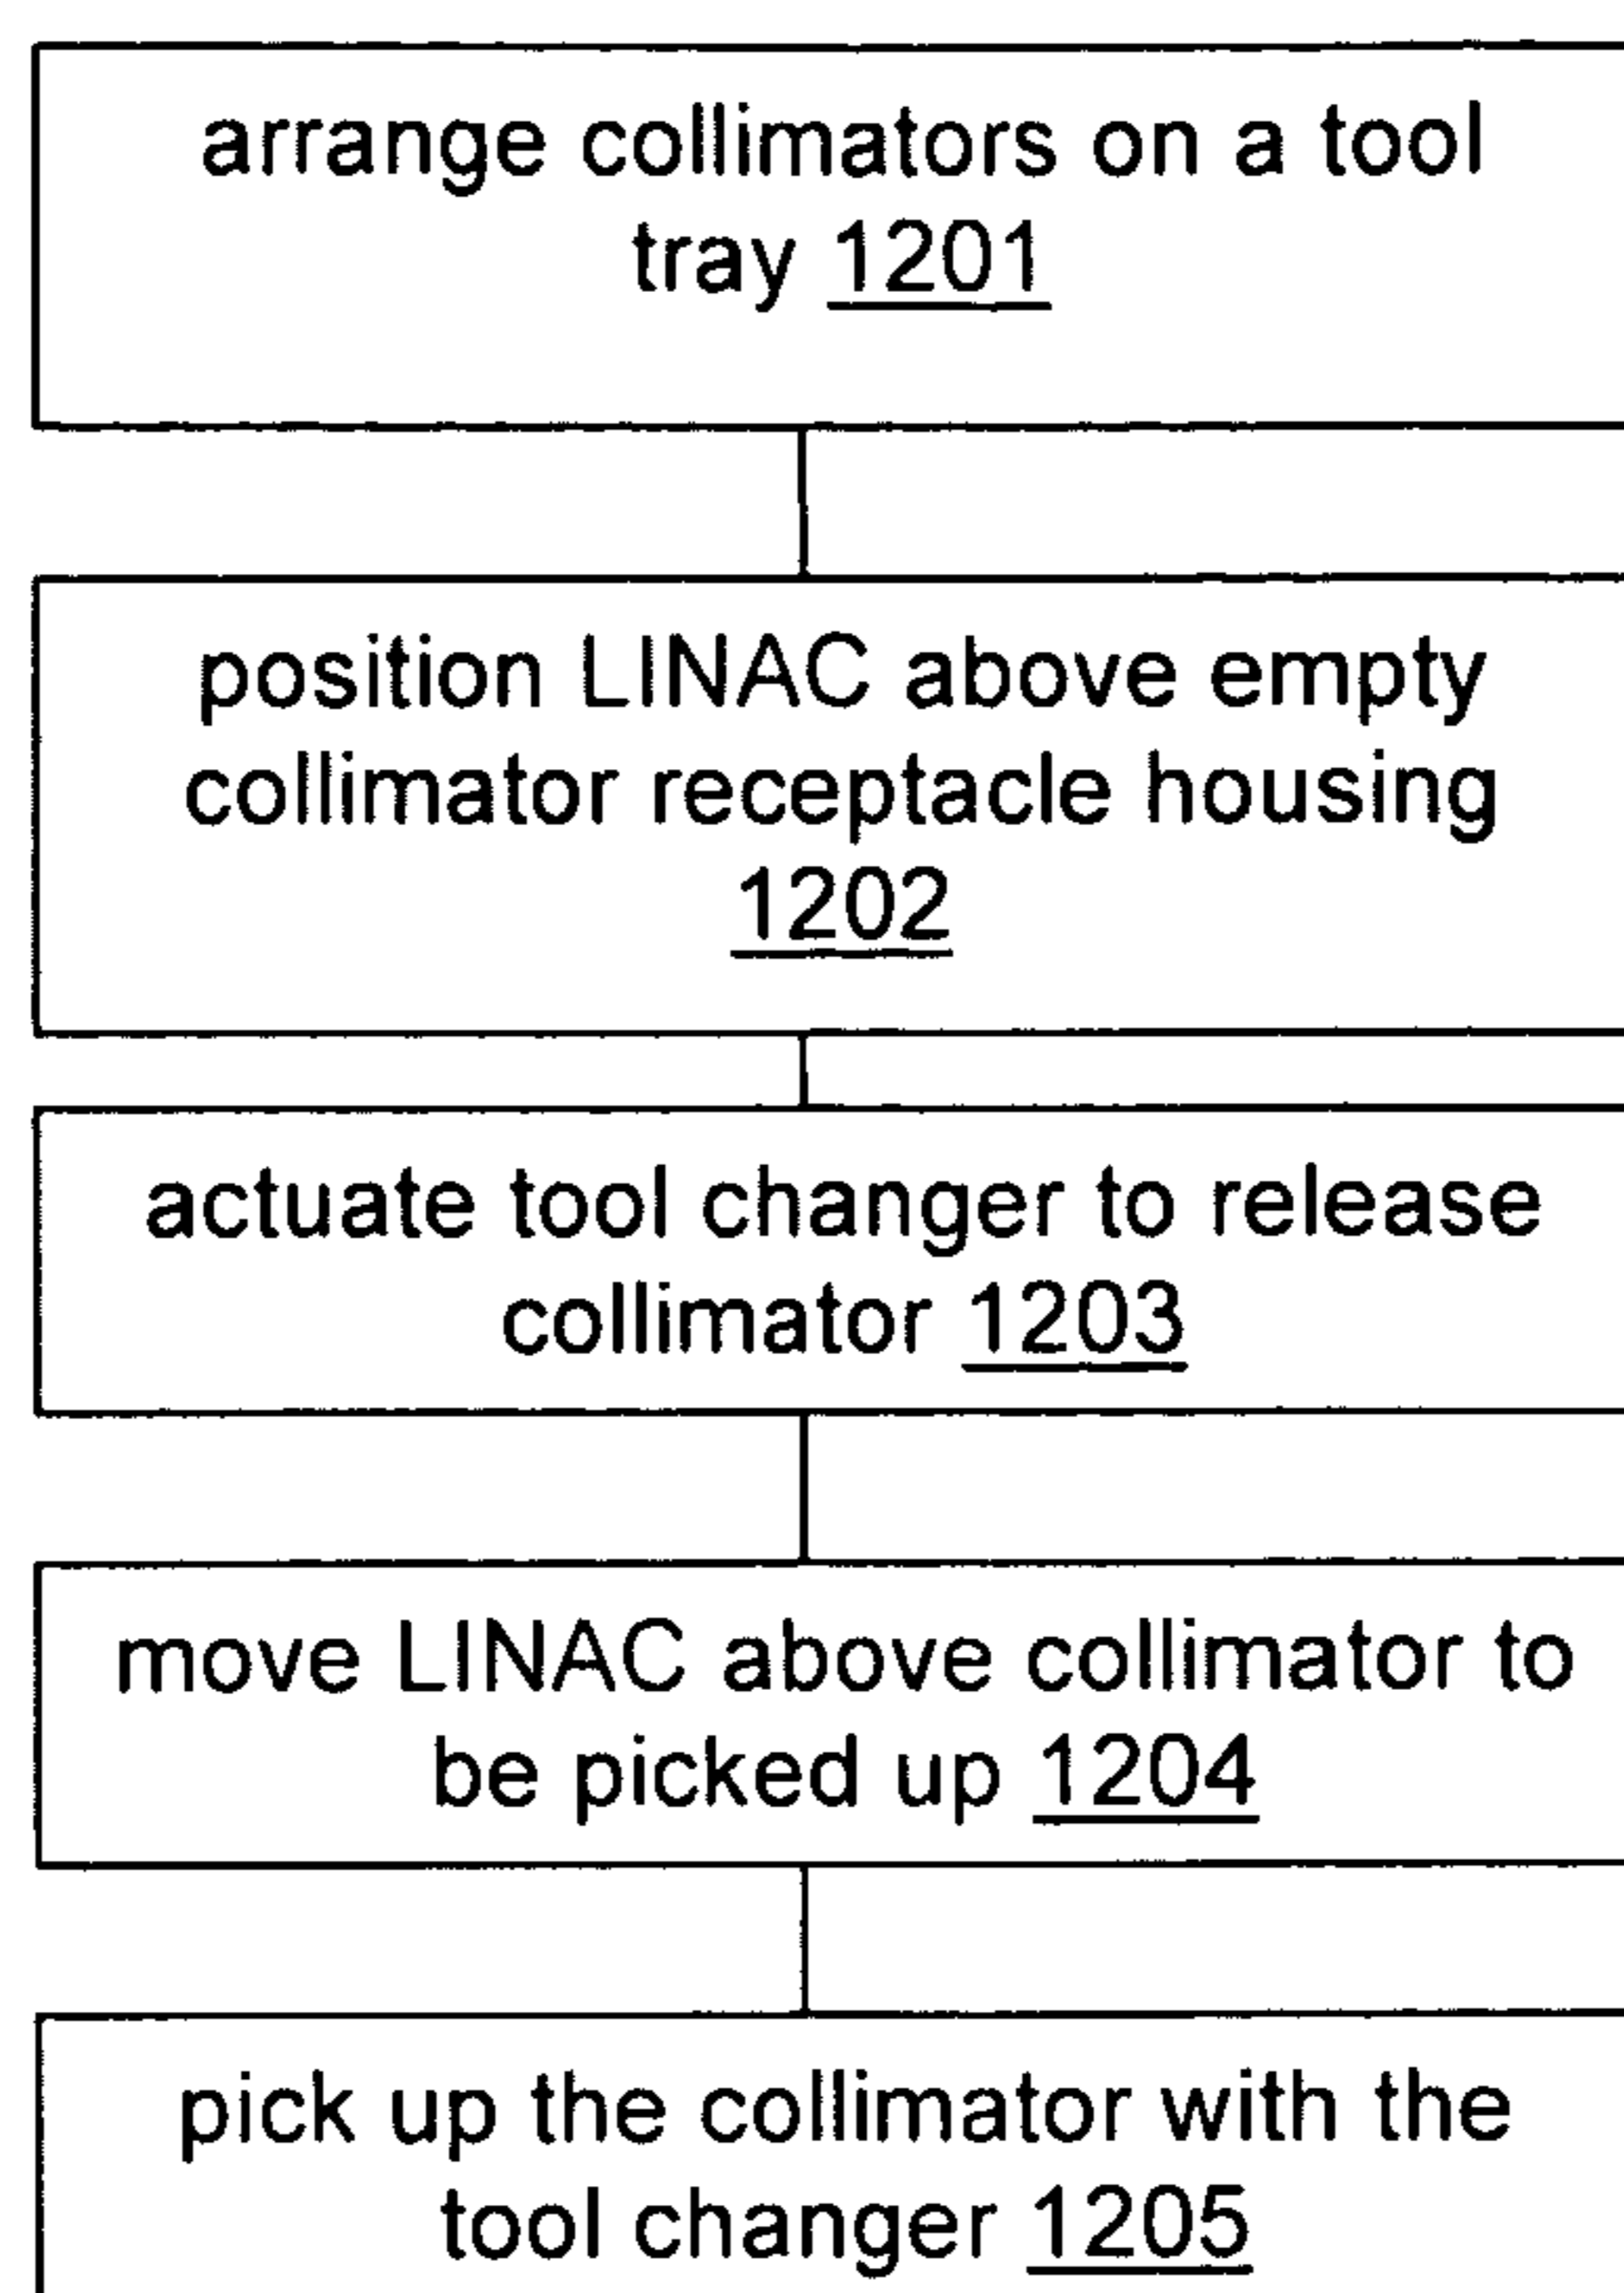 arrange collimators on a tool
tray 1201
position LINAC above empty
collimator receptacle housing
1202
actuate tool changer to release
collimator 1203
move LINAC above collimator to
be picked up 1204
pick up the collimator with the
tool changer 1205